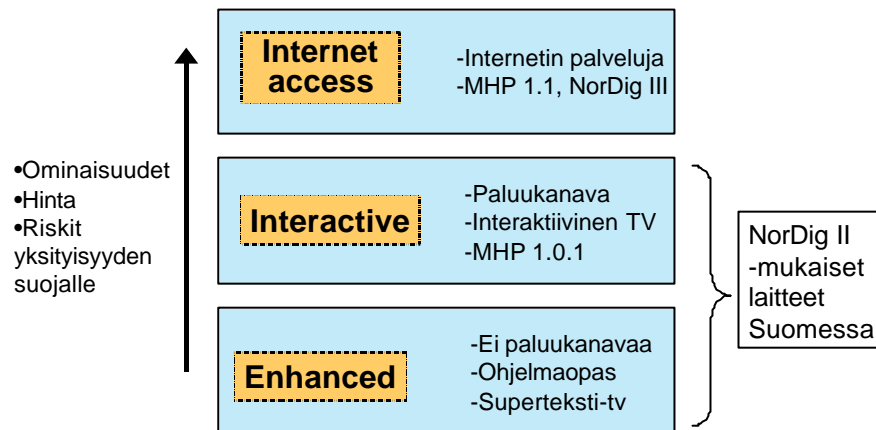 Internet
access
-Internetin palveluja
-MHP 1.1, NorDig III
•Ominaisuudet
•Hinta
•Riskit
yksityisyyden
suojalle
Interactive
-Paluukanava
-Interaktiivinen TV
-MHP 1.0.1
NorDig II
-mukaiset
laitteet
Suomessa
Enhanced
-Ei paluukanavaa
-Ohjelmaopas
-Superteksti-tv